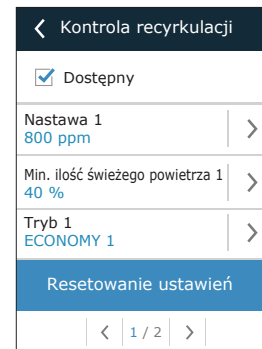 Kontrola recyrkulacji
Dostępny
Nastawa 1
800 ppm
Min. ilość świeżego powietrza 1
40 %
Tryb 1
ECONOMY 1
Resetowanie ustawień
1 / 2